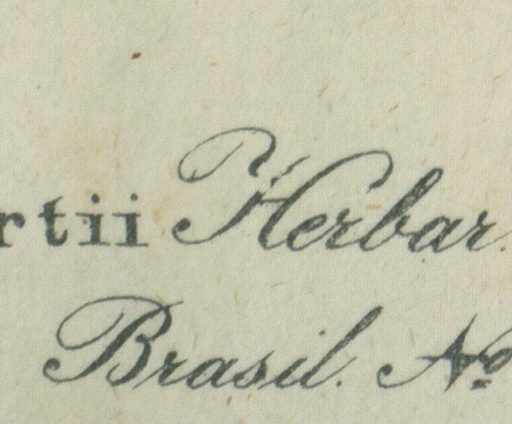 rtii Herbar.
Brasil. No